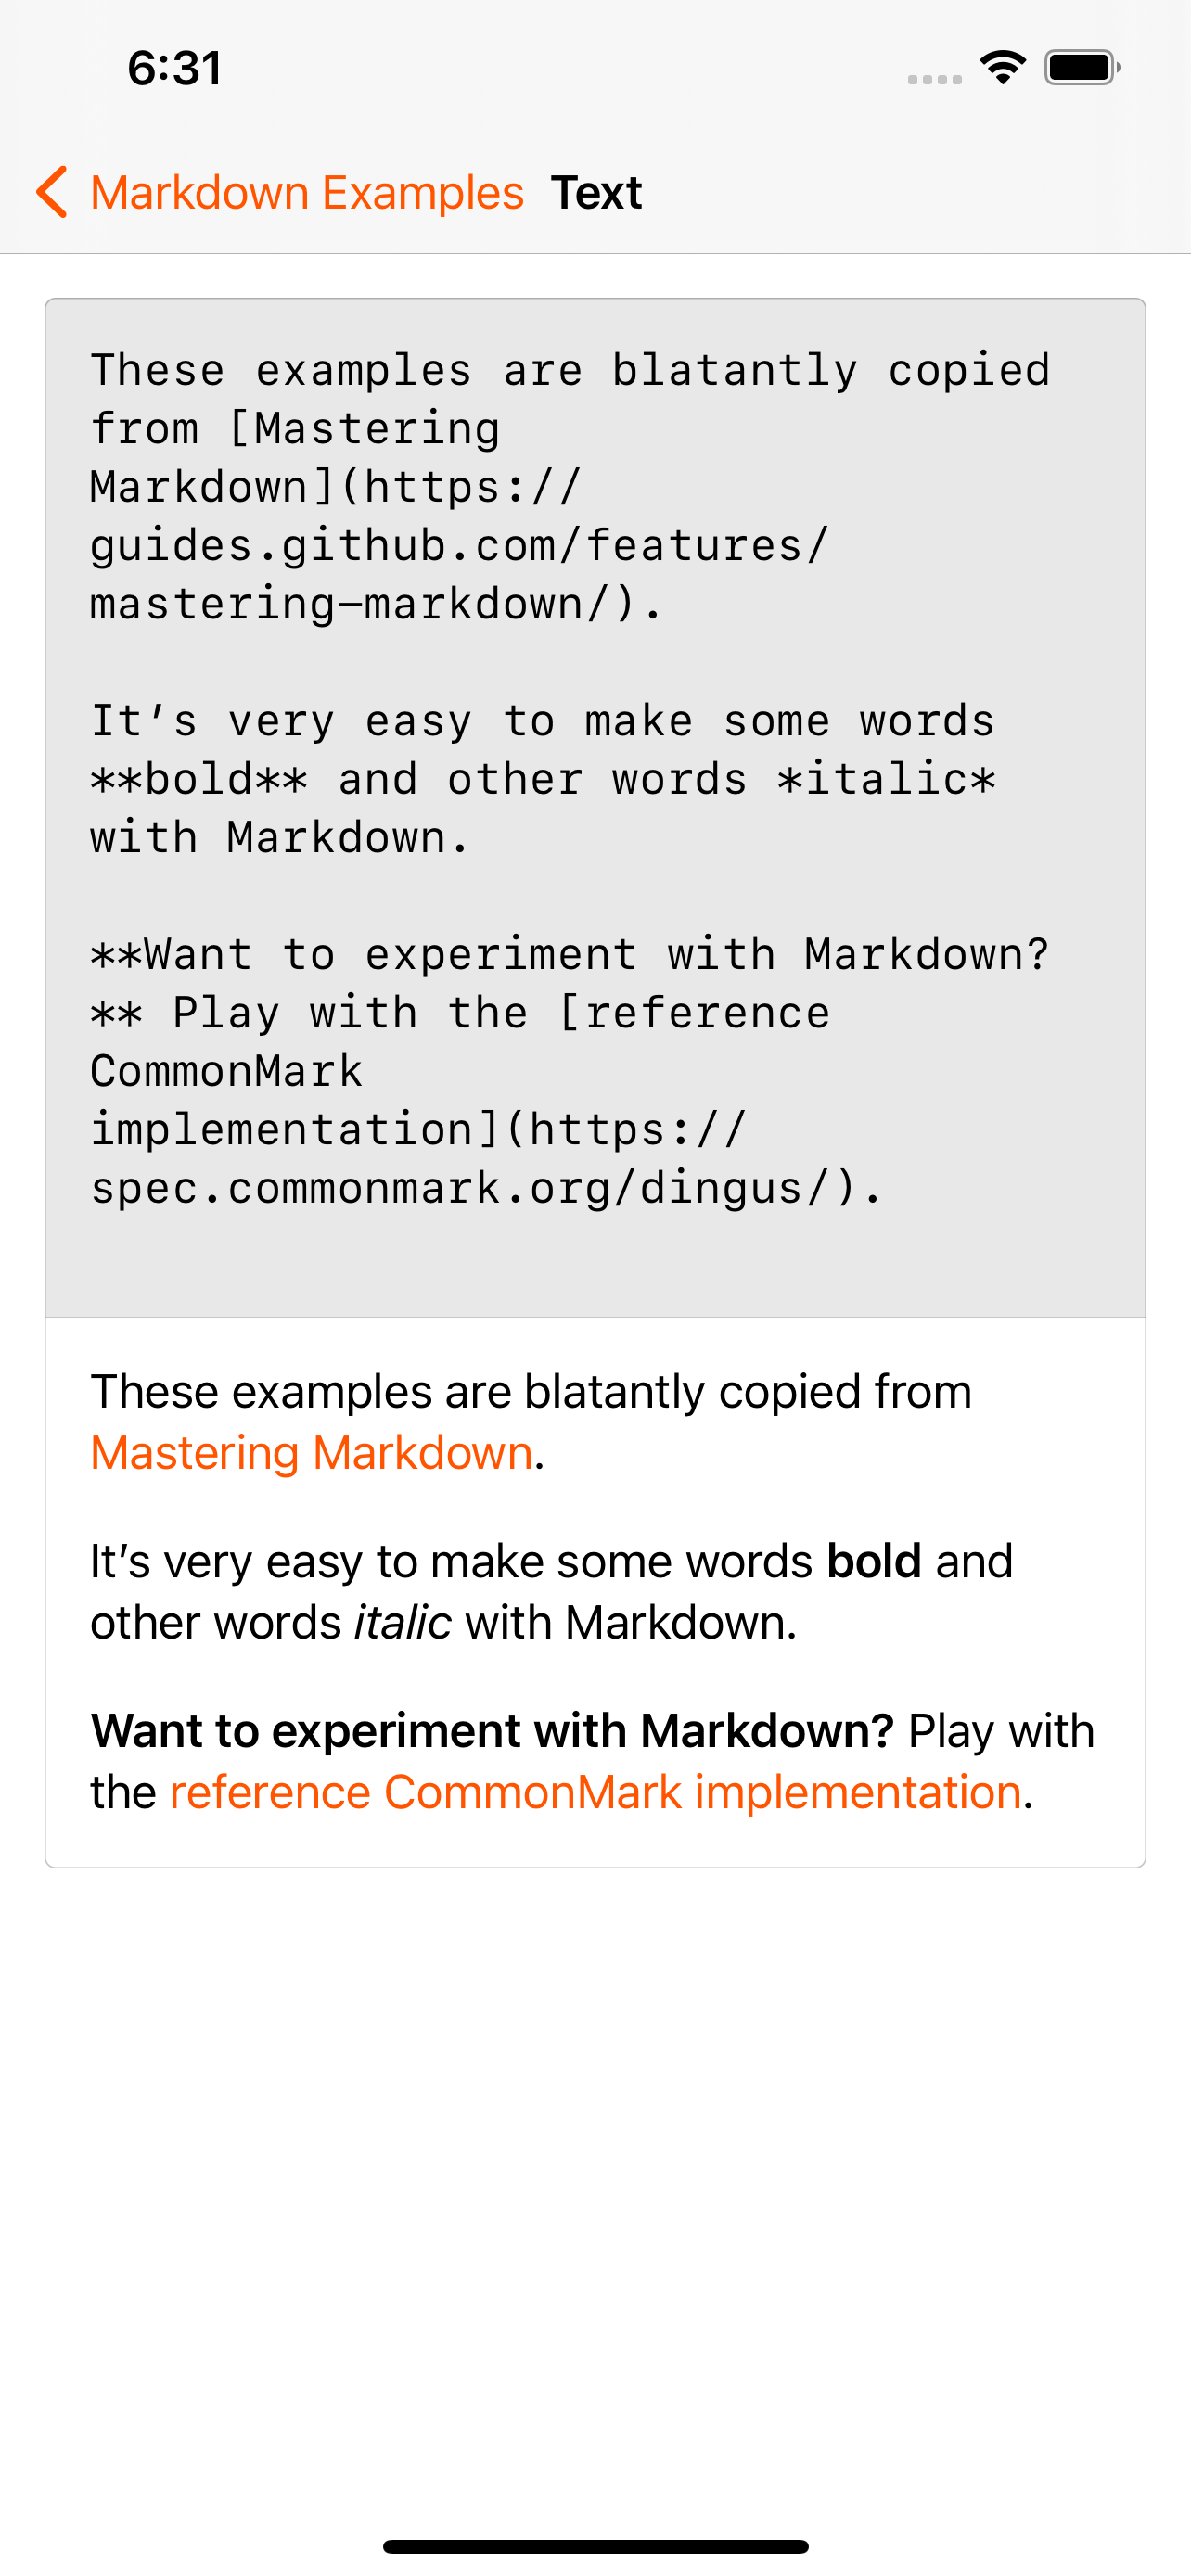 6:31
Markdown Examples Text
These examples are blatantly copied
from [Mastering
Markdown](https://
guides.github.com/features/
mastering-markdown/).
It’s very easy to make some words
**bold** and other words *italic*
with Markdown.
**Want to experiment with Markdown?
** Play with the [reference
CommonMark
implementation](https://
spec.commonmark.org/dingus/).
These examples are blatantly copied from
Mastering Markdown.
It’s very easy to make some words bold and
other words italic with Markdown.
Want to experiment with Markdown? Play with
the reference CommonMark implementation.